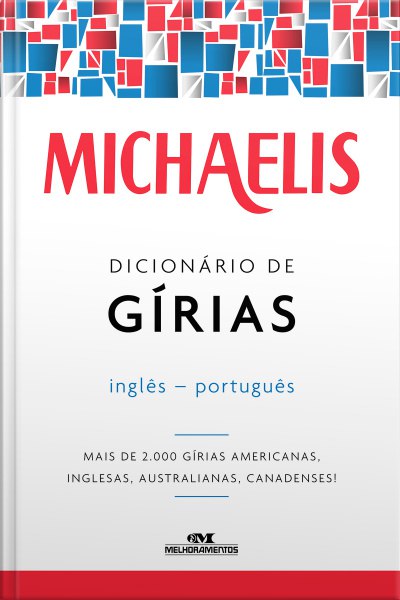 MICHAELIS
DICIONÁRIO DE
GÍRIAS
inglês – português
MAIS DE 2.000 GÍRIAS AMERICANAS,
INGLESAS, AUSTRALIANAS, CANADENSES!
M
MELHORAMENTOS